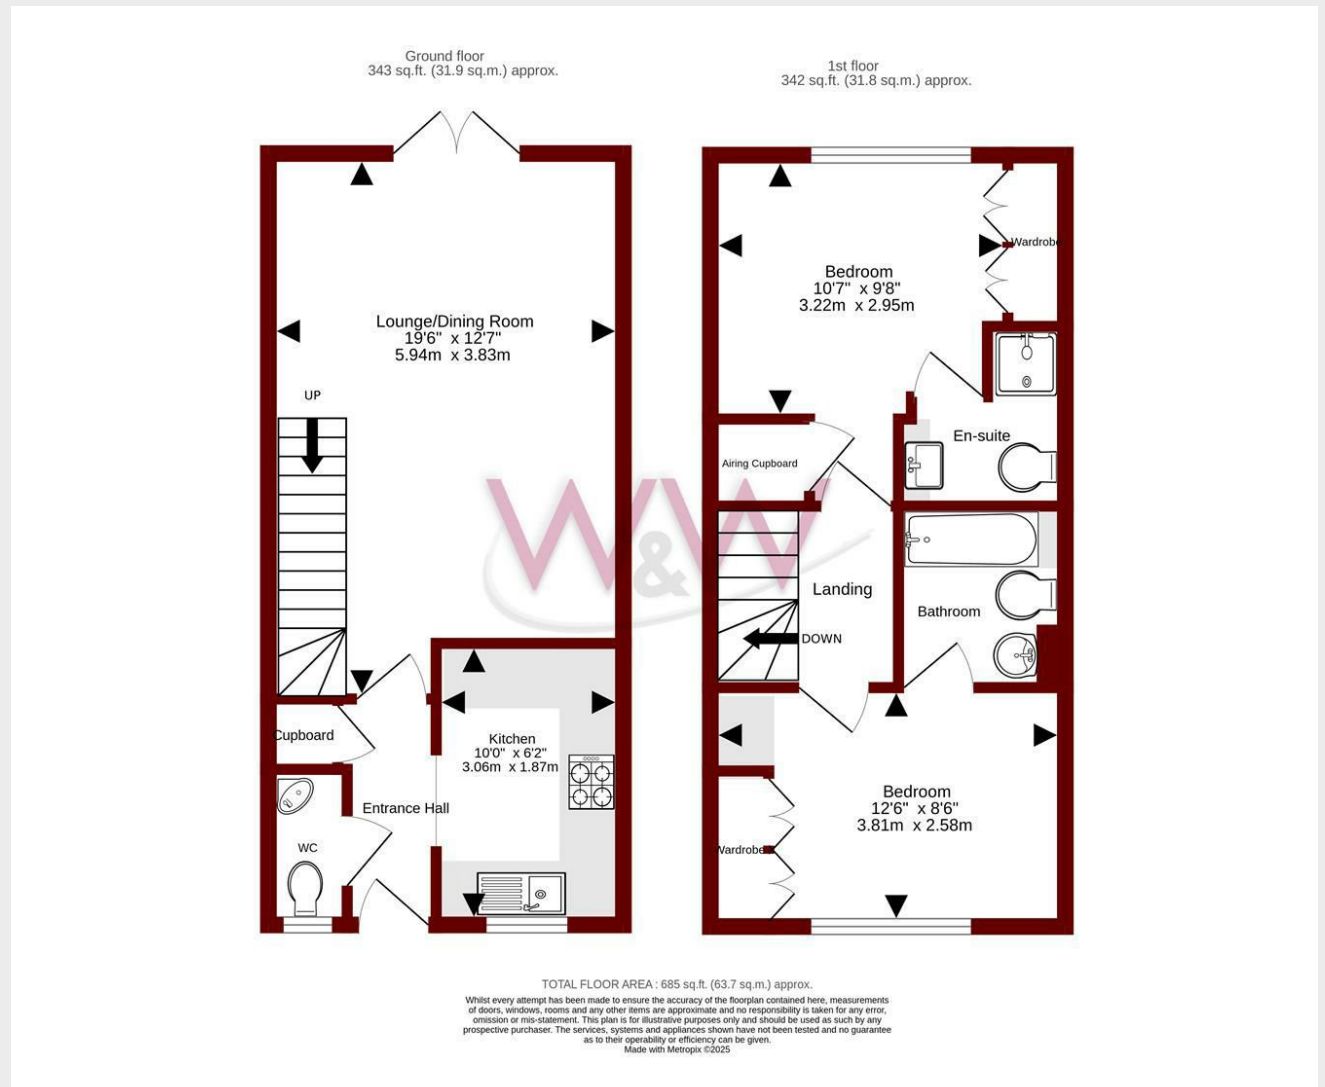 Ground floor
343 sq.ft. (31.9 sq.m.) approx.
1st floor
342 sq.ft. (31.8 sq.m.) approx.
Lounge/Dining Room
19'6" x 12'7"
5.94m x 3.83m
UP
Cupboard
WC
Entrance Hall
Kitchen
10'0" x 6'2"
3.06m x 1.87m
Bedroom
10'7" x 9'8"
3.22m x 2.95m
Wardrobe
En-suite
Airing Cupboard
Landing
DOWN
Bathroom
Bedroom
12'6" x 8'6"
3.81m x 2.58m
Wardrobe
W&W
TOTAL FLOOR AREA : 685 sq.ft. (63.7 sq.m.) approx.
Whilst every attempt has been made to ensure the accuracy of the floorplan contained here, measurements
of doors, windows, rooms and any other items are approximate and no responsibility is taken for any error,
omission or mis-statement. This plan is for illustrative purposes only and should be used as such by any
prospective purchaser. The services, systems and appliances shown have not been tested and no guarantee
as to their operability or efficiency can be given.
Made with Metropix ©2025